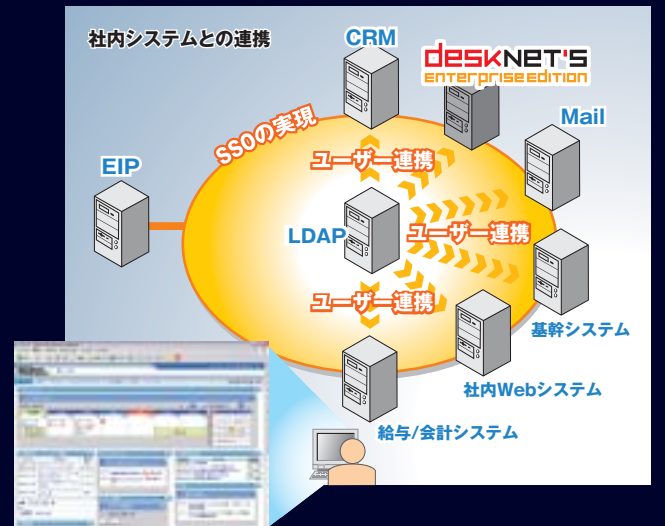 社内システムとの連携
CRM
desknet's
enterprise edition
Mail
SSOの実現
ユーザー連携
EIP
LDAP
ユーザー連携
ユーザー連携
基幹システム
社内Webシステム
給与/会計システム